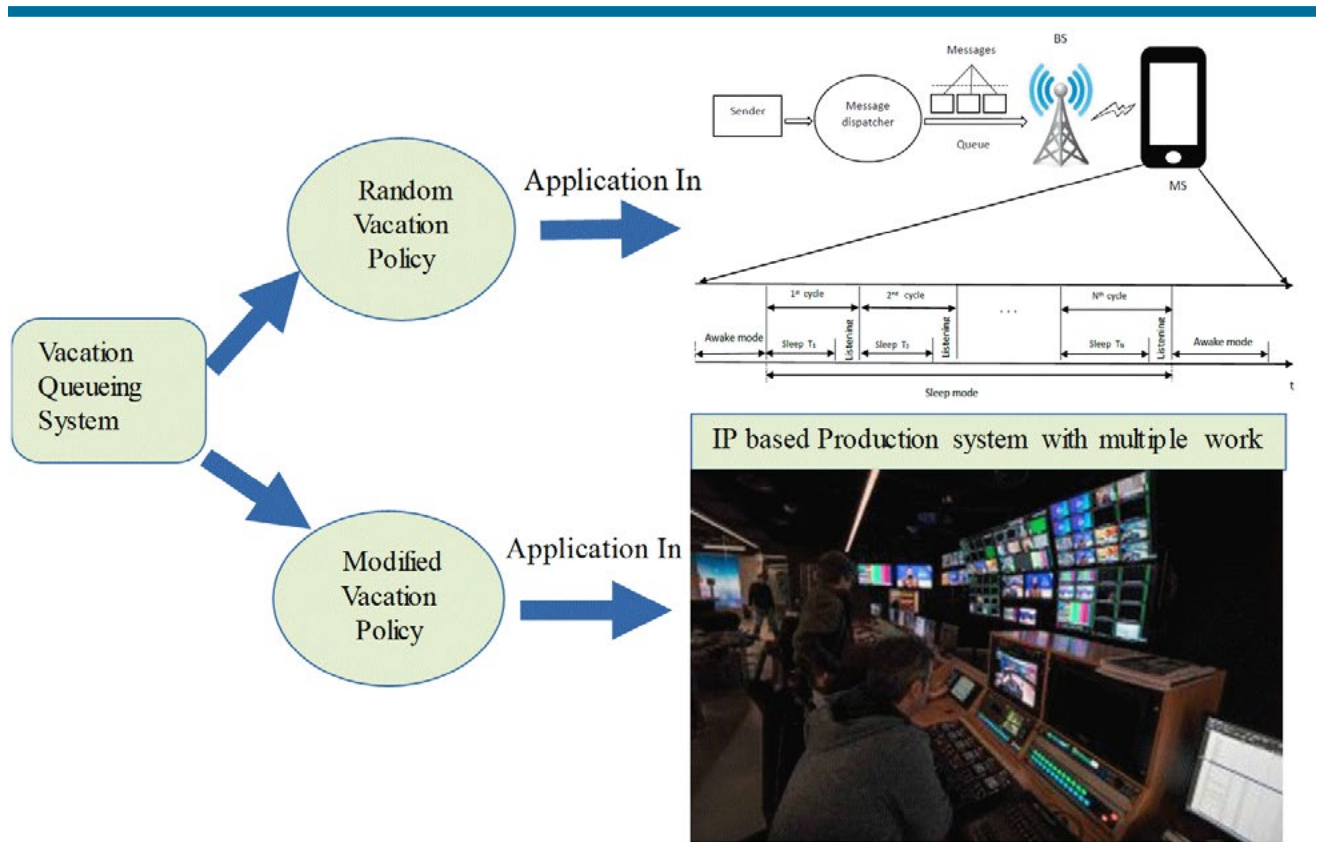 Vacation
Queueing
System
Random
Vacation
Policy
Application In
Sender
Message
dispatcher
Messages
Queue
BS
MS
1st cycle
2nd cycle
...
Nth cycle
Awake mode
Sleep T1
Listening
Sleep T2
Listening
Sleep TN
Listening
Awake mode
Sleep mode
t
Modified
Vacation
Policy
Application In
IP based Production system with multiple work